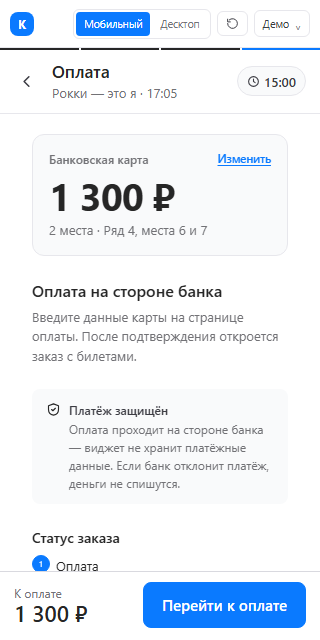 К
Мобильный
Десктоп
Демо
Оплата
Рокки — это я · 17:05
15:00
Банковская карта
Изменить
1 300 ₽
2 места · Ряд 4, места 6 и 7
Оплата на стороне банка
Введите данные карты на странице
оплаты. После подтверждения откроется
заказ с билетами.
Платёж защищён
Оплата проходит на стороне банка
— виджет не хранит платёжные
данные. Если банк отклонит платёж,
деньги не спишутся.
Статус заказа
1 Оплата
К оплате
1 300 ₽
Перейти к оплате